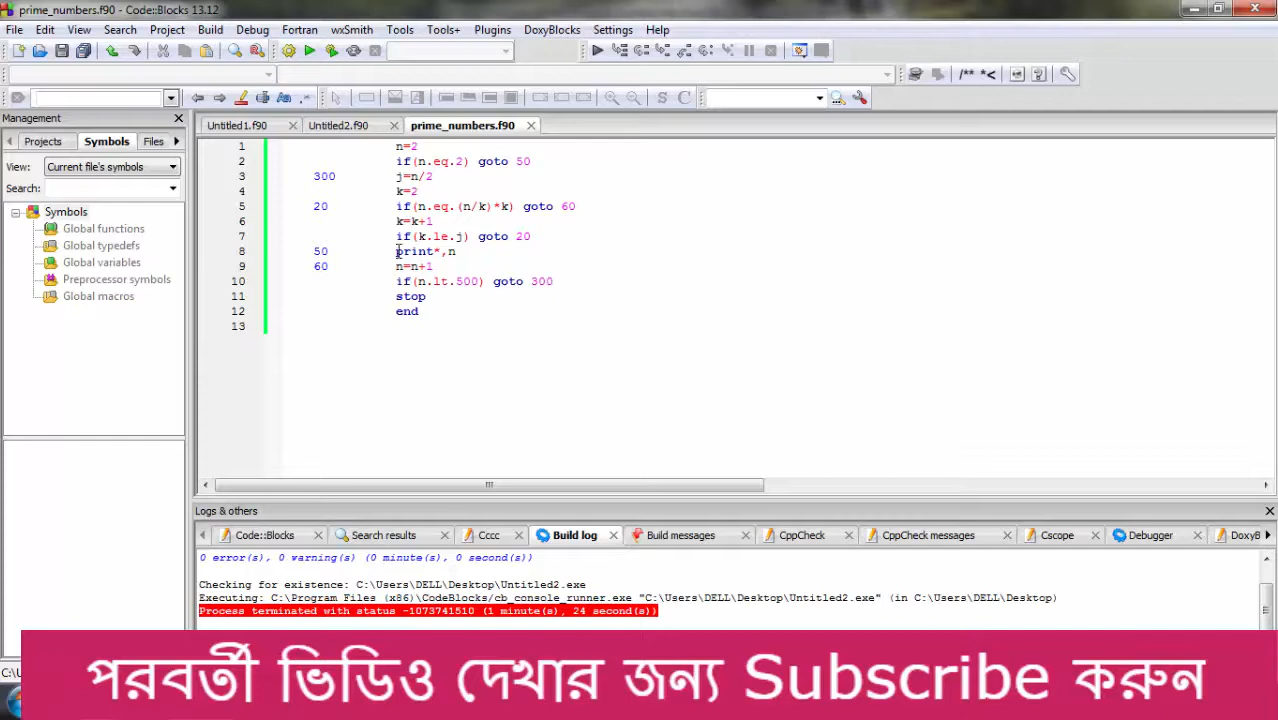 prime_numbers.f90 - Code::Blocks 13.12
File Edit View Search Project Build Debug Fortran wxSmith Tools Tools+ Plugins DoxyBlocks Settings Help
/** *<
S C
Management
Untitled1.f90 Untitled2.f90 prime_numbers.f90
Projects Symbols Files
View: Current file's symbols
Search:
Symbols
Global functions
Global typedefs
Global variables
Preprocessor symbols
Global macros
1 n=2
2 if(n.eq.2) goto 50
3 300 j=n/2
4 k=2
5 20 if(n.eq.(n/k)*k) goto 60
6 k=k+1
7 if(k.le.j) goto 20
8 50 print*,n
9 60 n=n+1
10 if(n.lt.500) goto 300
11 stop
12 end
13
Logs & others
Code::Blocks Search results Cccc Build log Build messages CppCheck CppCheck messages Cscope Debugger DoxyB
0 error(s), 0 warning(s) (0 minute(s), 0 second(s))
Checking for existence: C:\Users\DELL\Desktop\Untitled2.exe
Executing: C:\Program Files (x86)\CodeBlocks/cb_console_runner.exe "C:\Users\DELL\Desktop\Untitled2.exe" (in C:\Users\DELL\Desktop)
Process terminated with status -1073741510 (1 minute(s), 24 second(s))
পরবর্তী ভিডিও দেখার জন্য Subscribe করুন